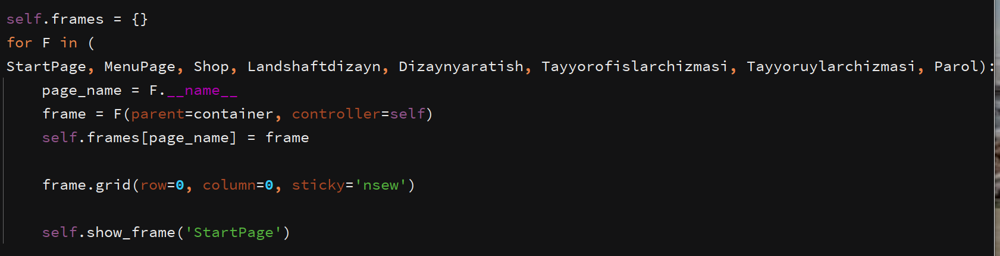 self.frames = {}
for F in (
StartPage, MenuPage, Shop, Landshaftdizayn, Dizaynyaratish, Tayyorofislarchizmasi, Tayyoruylarchizmasi, Parol):
    page_name = F.__name__
    frame = F(parent=container, controller=self)
    self.frames[page_name] = frame

    frame.grid(row=0, column=0, sticky='nsew')

    self.show_frame('StartPage')